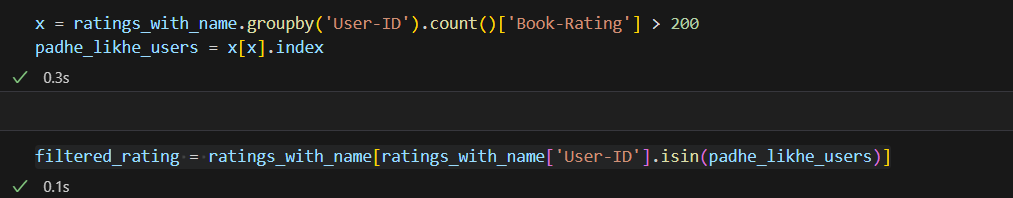 x = ratings_with_name.groupby('User-ID').count()['Book-Rating'] > 200
padhe_likhe_users = x[x].index
✓ 0.3s
filtered_rating = ratings_with_name[ratings_with_name['User-ID'].isin(padhe_likhe_users)]
✓ 0.1s